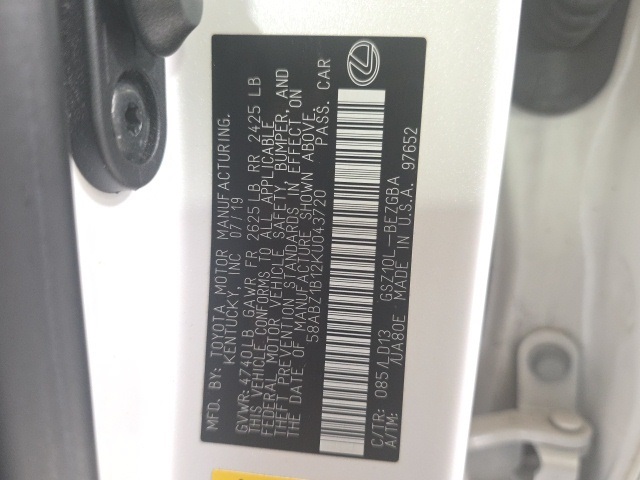 MFD. BY: TOYOTA MOTOR MANUFACTURING,
KENTUCKY, INC 07/19
GVWR: 4740LB GAWR FR 2625LB RR 2425 LB
THIS VEHICLE CONFORMS TO ALL APPLICABLE
FEDERAL MOTOR VEHICLE SAFETY, BUMPER, AND
THEFT PREVENTION STANDARDS IN EFFECT ON
THE DATE OF MANUFACTURE SHOWN ABOVE.
58ABZ1B12KU043720 PASS. CAR
C/TR: 085 / LD13 GSZ10L-BEZGBA
A/TM: /UA80E MADE IN U.S.A. 97652